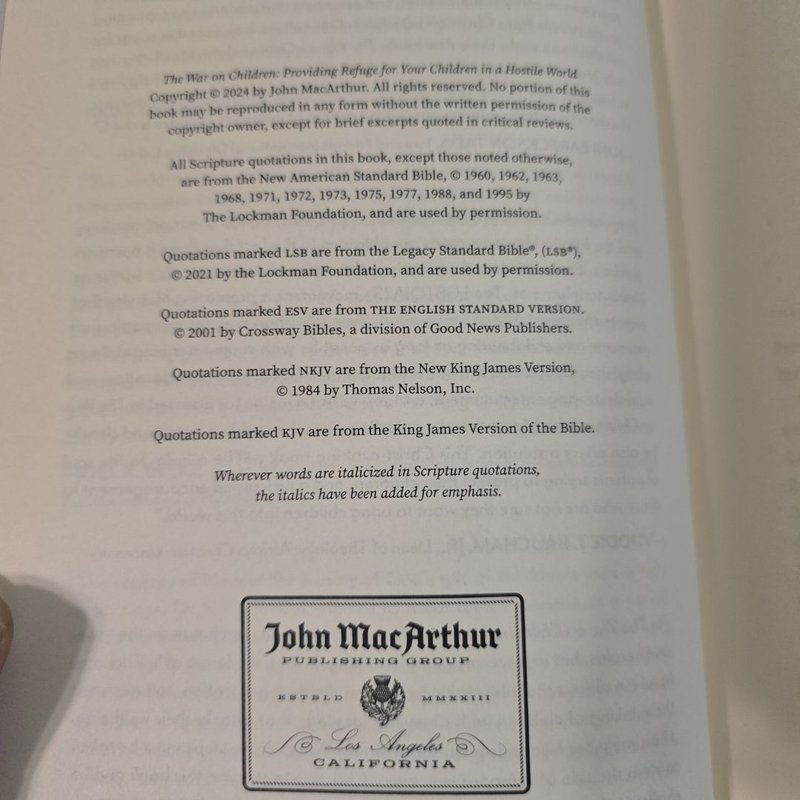 The War on Children: Providing Refuge for Your Children in a Hostile World
Copyright © 2024 by John MacArthur. All rights reserved. No portion of this
book may be reproduced in any form without the written permission of the
copyright owner, except for brief excerpts quoted in critical reviews.
All Scripture quotations in this book, except those noted otherwise,
are from the New American Standard Bible, © 1960, 1962, 1963,
1968, 1971, 1972, 1973, 1975, 1977, 1988, and 1995 by
The Lockman Foundation, and are used by permission.
Quotations marked LSB are from the Legacy Standard Bible®, (LSB®),
© 2021 by the Lockman Foundation, and are used by permission.
Quotations marked ESV are from THE ENGLISH STANDARD VERSION.
© 2001 by Crossway Bibles, a division of Good News Publishers.
Quotations marked NKJV are from the New King James Version,
© 1984 by Thomas Nelson, Inc.
Quotations marked KJV are from the King James Version of the Bible.
Wherever words are italicized in Scripture quotations,
the italics have been added for emphasis.
John MacArthur
PUBLISHING GROUP
ESTBLD MMXXIII
Los Angeles
CALIFORNIA